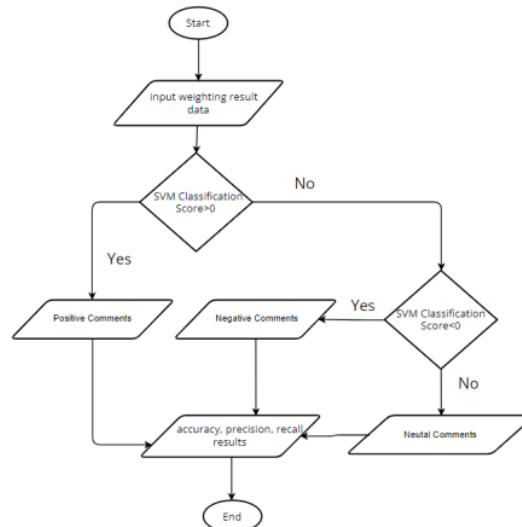 Start
input weighting result
data
SVM Classification
Score>0
No
Yes
Positive Comments
Negative Comments
Yes
SVM Classification
Score<0
No
accuracy, precision, recall
results
Neutal Comments
End